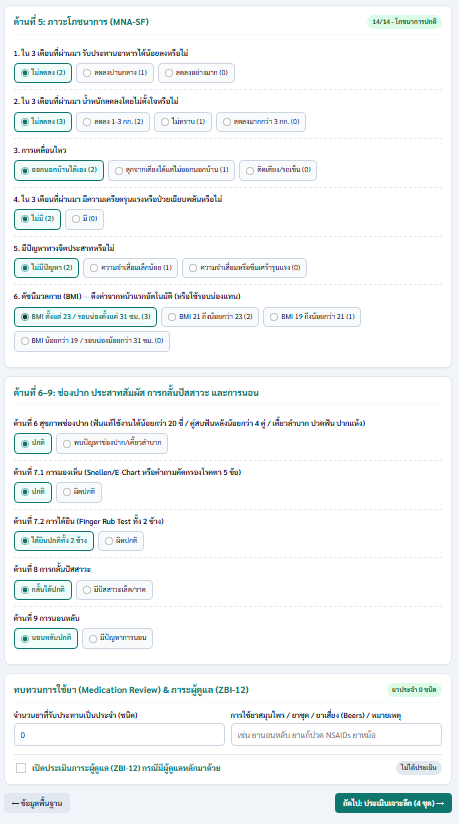 ด้านที่ 5: ภาวะโภชนาการ (MNA-SF)
14/14 - โภชนาการปกติ
1. ใน 3 เดือนที่ผ่านมา รับประทานอาหารได้น้อยลงหรือไม่
ไม่ลดลง (2) ลดลงปานกลาง (1) ลดลงอย่างมาก (0)
2. ใน 3 เดือนที่ผ่านมา น้ำหนักลดลงโดยไม่ตั้งใจหรือไม่
ไม่ลดลง (3) ลดลง 1-3 กก. (2) ไม่ทราบ (1) ลดลงมากกว่า 3 กก. (0)
3. การเคลื่อนไหว
ออกนอกบ้านได้เอง (2) ลุกจากเตียงได้แต่ไม่ออกนอกบ้าน (1) ติดเตียง/รถเข็น (0)
4. ใน 3 เดือนที่ผ่านมา มีความเครียดรุนแรงหรือป่วยเฉียบพลันหรือไม่
ไม่มี (2) มี (0)
5. มีปัญหาทางจิตประสาทหรือไม่
ไม่มีปัญหา (2) ความจำเสื่อมเล็กน้อย (1) ความจำเสื่อมหรือซึมเศร้ารุนแรง (0)
6. ดัชนีมวลกาย (BMI) — ดึงค่าจากหน้าแรกอัตโนมัติ (หรือใช้รอบน่องแทน)
BMI ตั้งแต่ 23 / รอบน่องตั้งแต่ 31 ซม. (3) BMI 21 ถึงน้อยกว่า 23 (2) BMI 19 ถึงน้อยกว่า 21 (1)
BMI น้อยกว่า 19 / รอบน่องน้อยกว่า 31 ซม. (0)
ด้านที่ 6–9: ช่องปาก ประสาทสัมผัส การกลั้นปัสสาวะ และการนอน
ด้านที่ 6 สุขภาพช่องปาก (ฟันแท้ใช้งานได้น้อยกว่า 20 ซี่ / คู่สบฟันหลังน้อยกว่า 4 คู่ / เคี้ยวลำบาก ปวดฟัน ปากแห้ง)
ปกติ พบปัญหาช่องปาก/เคี้ยวลำบาก
ด้านที่ 7.1 การมองเห็น (Snellen/E-Chart หรือคำถามคัดกรองโรคตา 5 ข้อ)
ปกติ ผิดปกติ
ด้านที่ 7.2 การได้ยิน (Finger Rub Test ทั้ง 2 ข้าง)
ได้ยินปกติทั้ง 2 ข้าง ผิดปกติ
ด้านที่ 8 การกลั้นปัสสาวะ
กลั้นได้ปกติ มีปัสสาวะเล็ด/ราด
ด้านที่ 9 การนอนหลับ
นอนหลับปกติ มีปัญหาการนอน
ทบทวนการใช้ยา (Medication Review) & ภาระผู้ดูแล (ZBI-12)
ยาประจำ 0 ชนิด
จำนวนยาที่รับประทานเป็นประจำ (ชนิด)
0
การใช้ยาสมุนไพร / ยาชุด / ยาเสี่ยง (Beers) / หมายเหตุ
เช่น ยานอนหลับ ยาแก้ปวด NSAIDs ยาหม้อ
เปิดประเมินภาระผู้ดูแล (ZBI-12) กรณีมีผู้ดูแลหลักมาด้วย
ไม่ได้ประเมิน
← ข้อมูลพื้นฐาน
ถัดไป: ประเมินเจาะลึก (4 ชุด) →